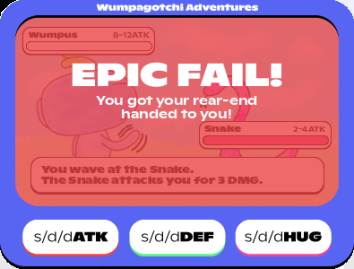 Wumpagotchi Adventures
Wumpus 8-12ATK
EPIC FAIL!
You got your rear-end
handed to you!
Snake 2-4ATK
You wave at the Snake.
The Snake attacks you for 3 DMG.
s/d/dATK s/d/dDEF s/d/dHUG